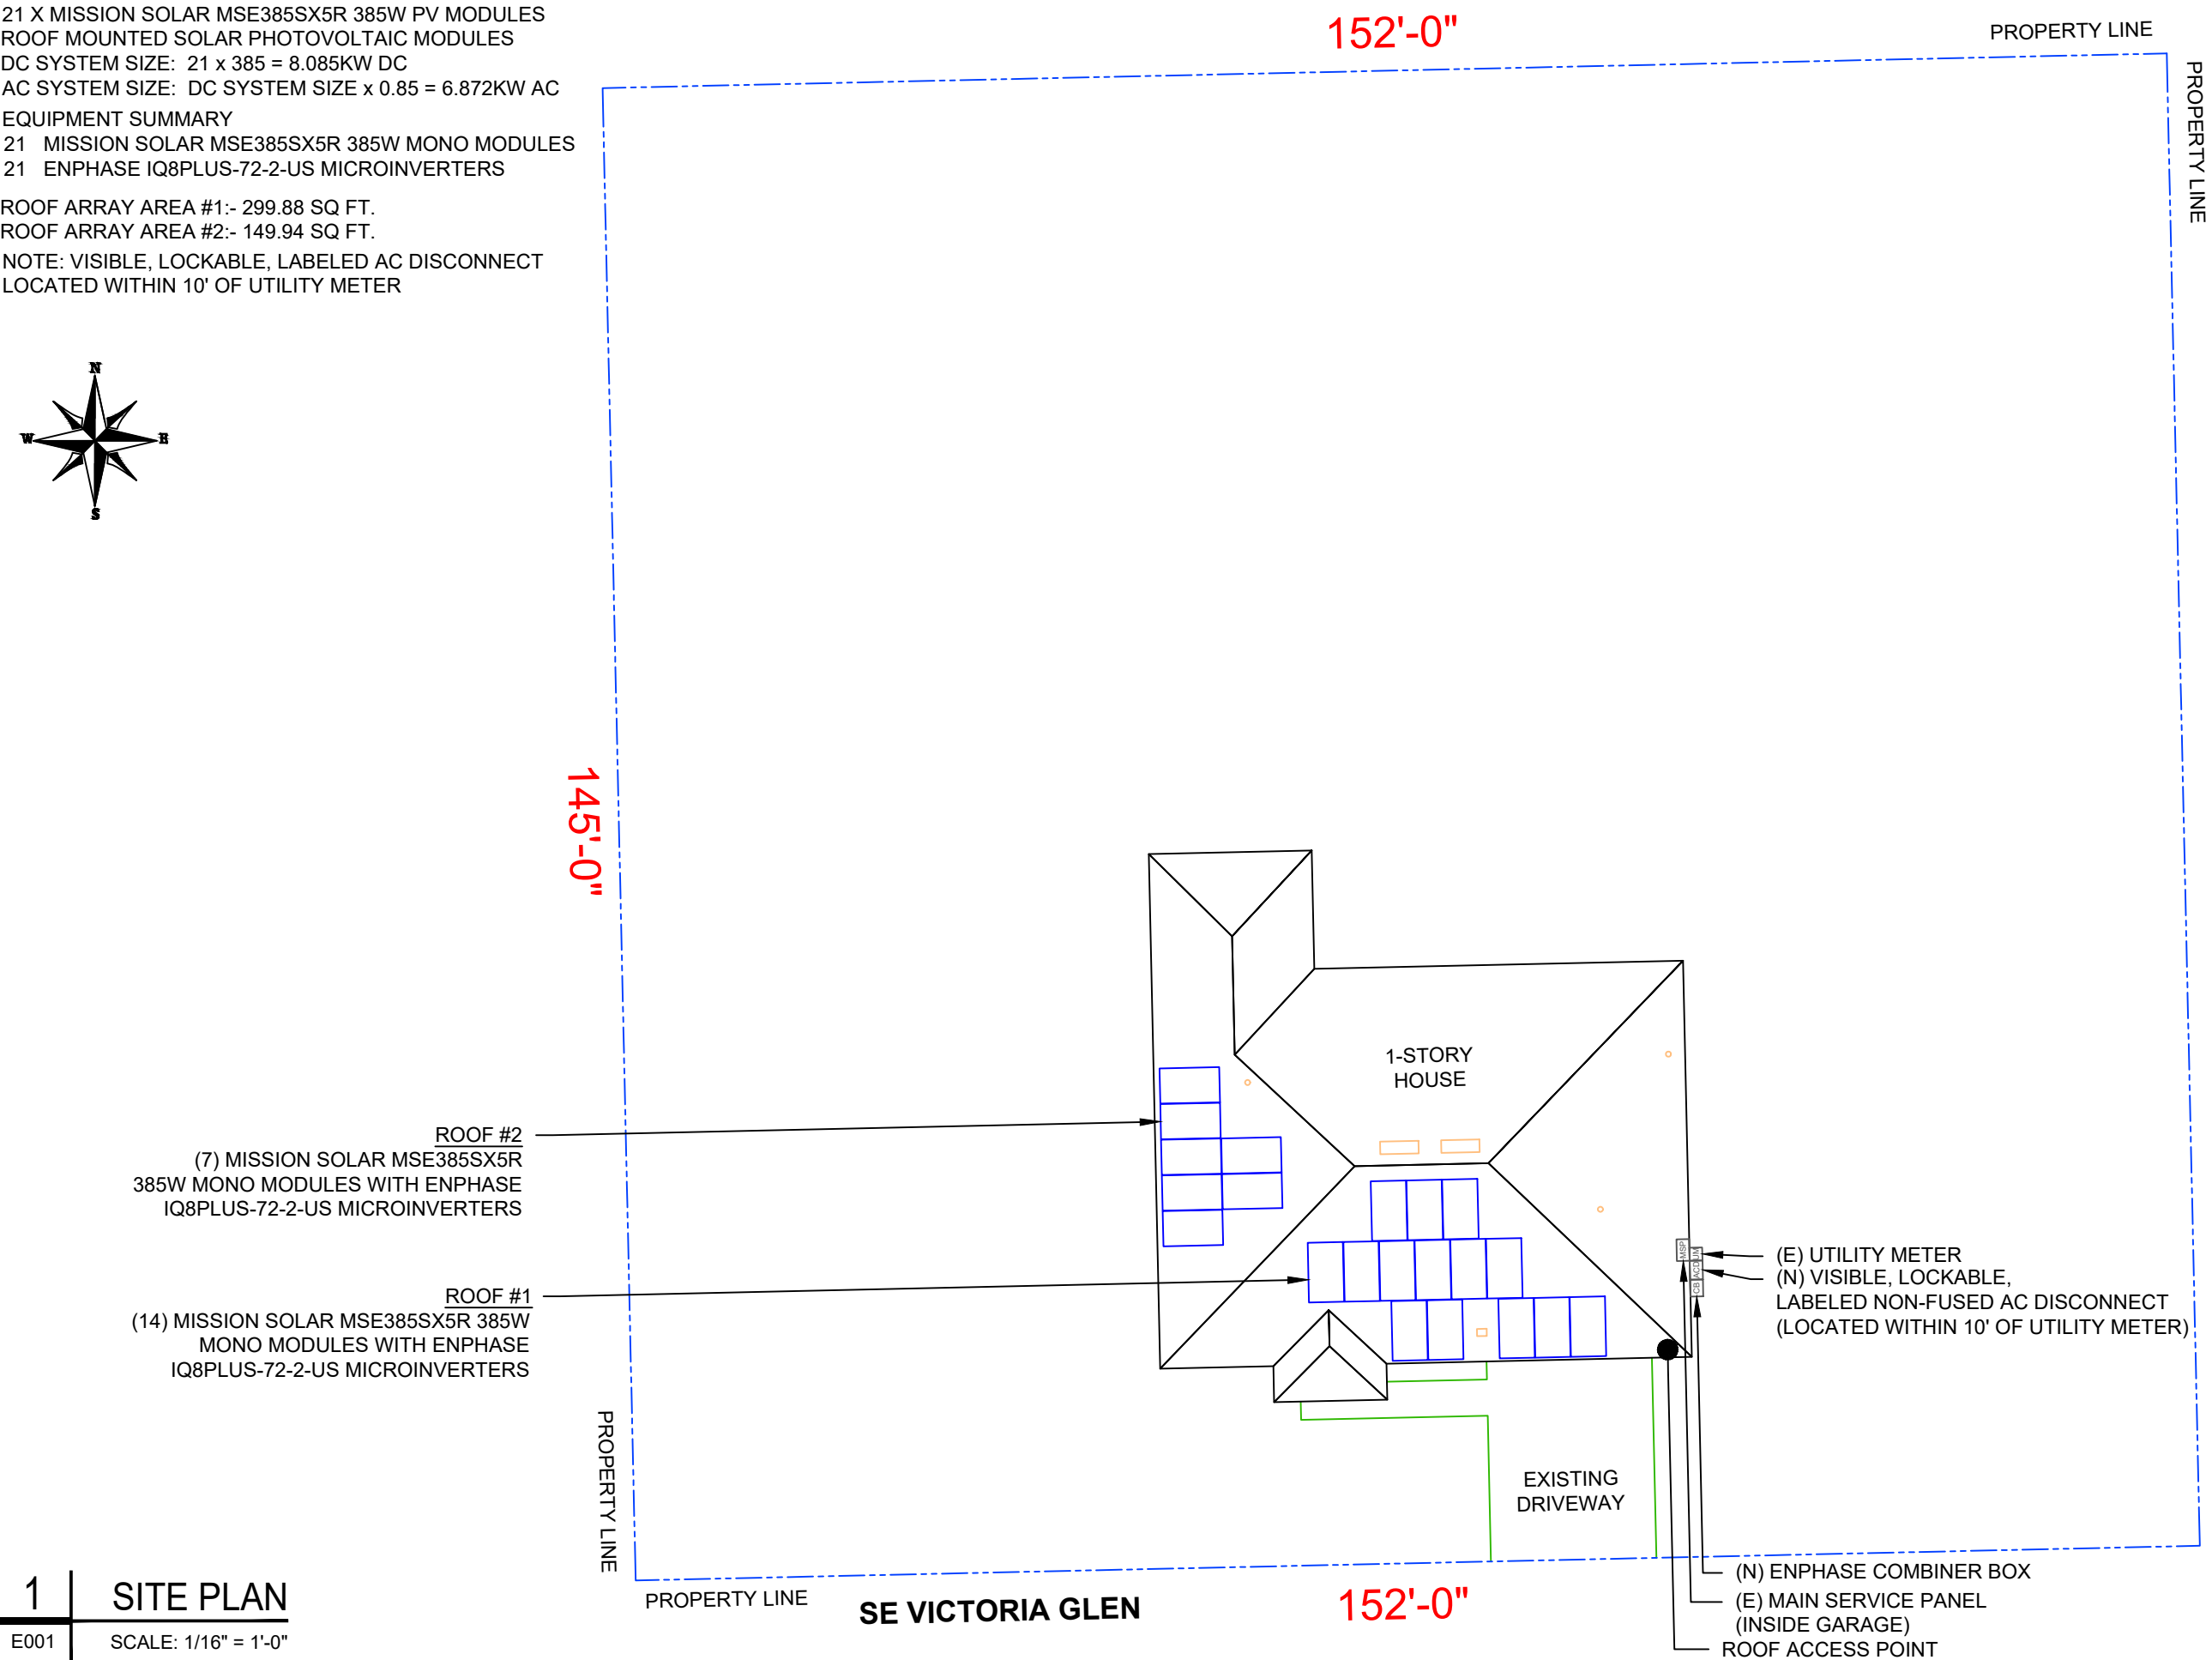 21 X MISSION SOLAR MSE385SX5R 385W PV MODULES
ROOF MOUNTED SOLAR PHOTOVOLTAIC MODULES
DC SYSTEM SIZE: 21 x 385 = 8.085KW DC
AC SYSTEM SIZE: DC SYSTEM SIZE x 0.85 = 6.872KW AC
EQUIPMENT SUMMARY
21 MISSION SOLAR MSE385SX5R 385W MONO MODULES
21 ENPHASE IQ8PLUS-72-2-US MICROINVERTERS
ROOF ARRAY AREA #1:- 299.88 SQ FT.
ROOF ARRAY AREA #2:- 149.94 SQ FT.
NOTE: VISIBLE, LOCKABLE, LABELED AC DISCONNECT
LOCATED WITHIN 10' OF UTILITY METER
N
W
E
S
152'-0"
PROPERTY LINE
PROPERTY LINE
145'-0"
1-STORY
HOUSE
ROOF #2
(7) MISSION SOLAR MSE385SX5R
385W MONO MODULES WITH ENPHASE
IQ8PLUS-72-2-US MICROINVERTERS
ROOF #1
(14) MISSION SOLAR MSE385SX5R 385W
MONO MODULES WITH ENPHASE
IQ8PLUS-72-2-US MICROINVERTERS
MSP
UM
ACD
CB
(E) UTILITY METER
(N) VISIBLE, LOCKABLE,
LABELED NON-FUSED AC DISCONNECT
(LOCATED WITHIN 10' OF UTILITY METER)
EXISTING
DRIVEWAY
PROPERTY LINE
PROPERTY LINE
SE VICTORIA GLEN
152'-0"
(N) ENPHASE COMBINER BOX
(E) MAIN SERVICE PANEL
(INSIDE GARAGE)
ROOF ACCESS POINT
1
SITE PLAN
E001
SCALE: 1/16" = 1'-0"